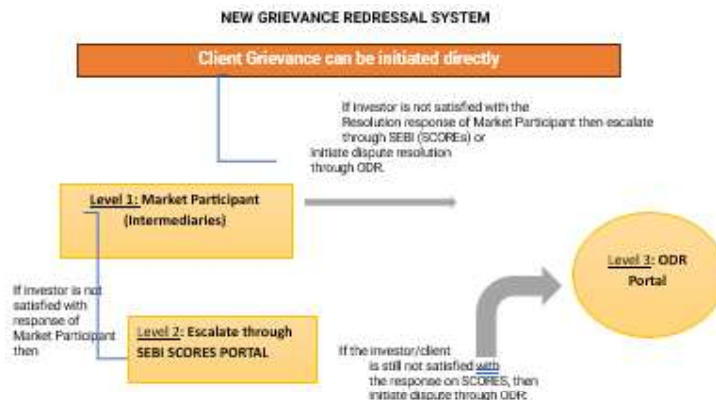 NEW GRIEVANCE REDRESSAL SYSTEM
Client Grievance can be initiated directly
If investor is not satisfied with the
Resolution response of Market Participant then escalate
through SEBI (SCOREs) or
initiate dispute resolution
through ODR.
Level 1: Market Participant
(Intermediaries)
Level 3: ODR
Portal
If investor is not
satisfied with
response of
Market Participant
then
Level 2: Escalate through
SEBI SCORES PORTAL
If the investor/client
is still not satisfied with
the response on SCORES, then
initiate dispute through ODR